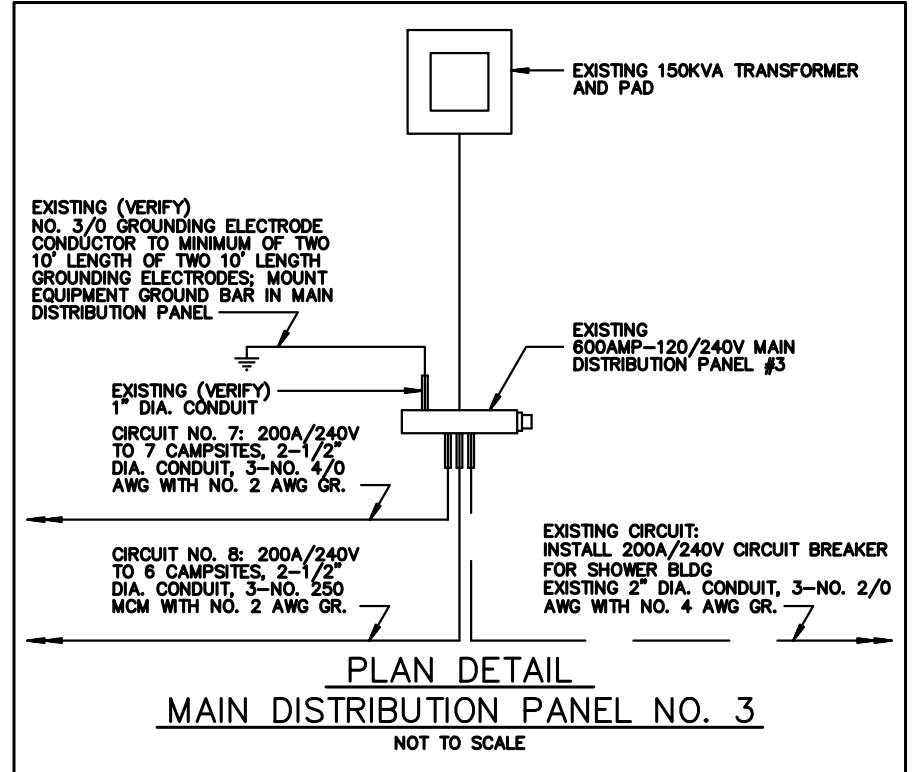 EXISTING 150KVA TRANSFORMER
AND PAD
EXISTING (VERIFY)
NO. 3/0 GROUNDING ELECTRODE
CONDUCTOR TO MINIMUM OF TWO
10' LENGTH OF TWO 10' LENGTH
GROUNDING ELECTRODES; MOUNT
EQUIPMENT GROUND BAR IN MAIN
DISTRIBUTION PANEL
EXISTING
600AMP-120/240V MAIN
DISTRIBUTION PANEL #3
EXISTING (VERIFY)
1" DIA. CONDUIT
CIRCUIT NO. 7: 200A/240V
TO 7 CAMPSITES, 2-1/2"
DIA. CONDUIT, 3-NO. 4/0
AWG WITH NO. 2 AWG GR.
CIRCUIT NO. 8: 200A/240V
TO 6 CAMPSITES, 2-1/2"
DIA. CONDUIT, 3-NO. 250
MCM WITH NO. 2 AWG GR.
EXISTING CIRCUIT:
INSTALL 200A/240V CIRCUIT BREAKER
FOR SHOWER BLDG
EXISTING 2" DIA. CONDUIT, 3-NO. 2/0
AWG WITH NO. 4 AWG GR.
PLAN DETAIL
MAIN DISTRIBUTION PANEL NO. 3
NOT TO SCALE